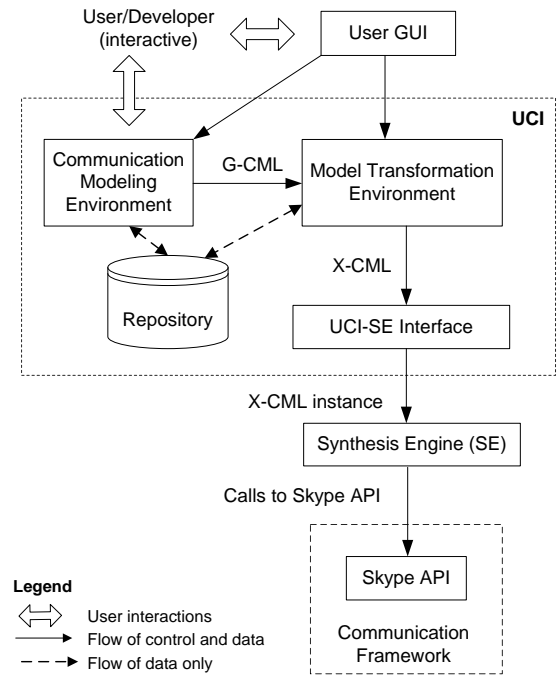 User/Developer
(interactive)
User GUI
UCI
Communication
Modeling
Environment
G-CML
Model Transformation
Environment
X-CML
Repository
UCI-SE Interface
X-CML instance
Synthesis Engine (SE)
Calls to Skype API
Skype API
Communication
Framework
Legend
User interactions
Flow of control and data
Flow of data only